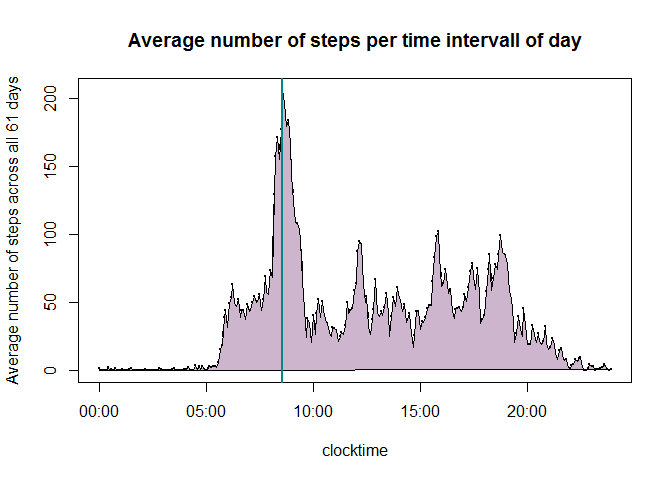 Average number of steps per time intervall of day
Average number of steps across all 61 days
200
150
100
50
0
00:00 05:00 10:00 15:00 20:00
clocktime